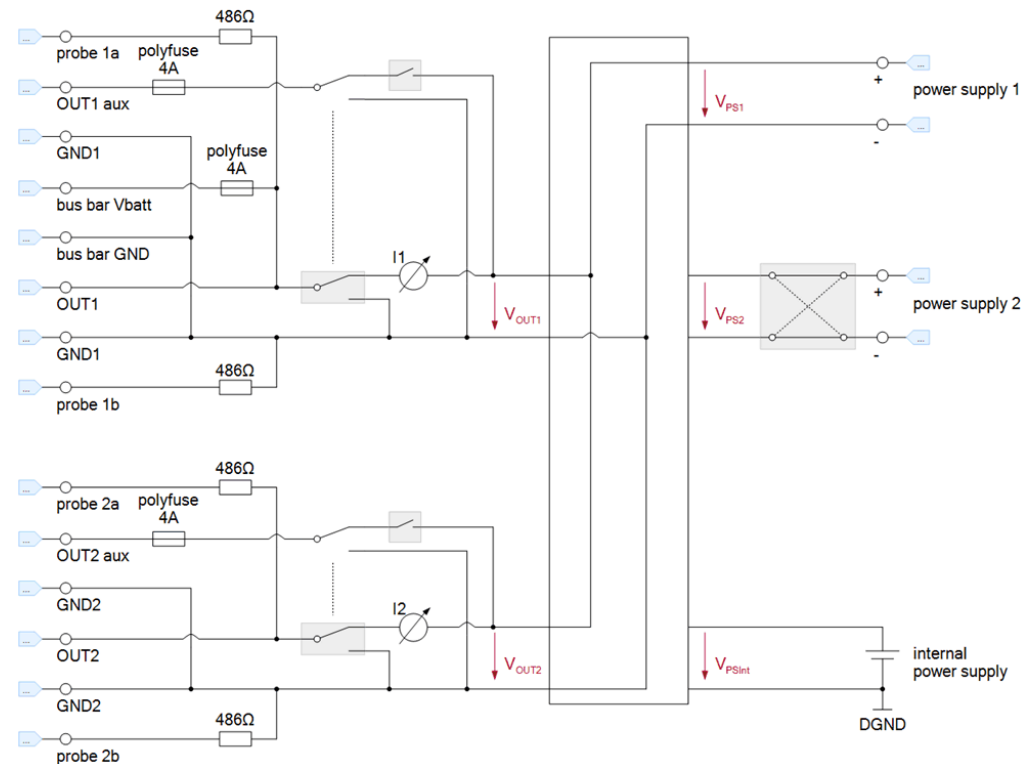 486Ω
probe 1a
polyfuse
4A
OUT1 aux
GND1
polyfuse
4A
bus bar Vbatt
bus bar GND
I1
OUT1
VOUT1
GND1
486Ω
probe 1b
+
power supply 1
VPS1
-
+
power supply 2
VPS2
-
486Ω
probe 2a
polyfuse
4A
OUT2 aux
GND2
I2
OUT2
VOUT2
GND2
486Ω
probe 2b
VPSInt
internal
power supply
DGND